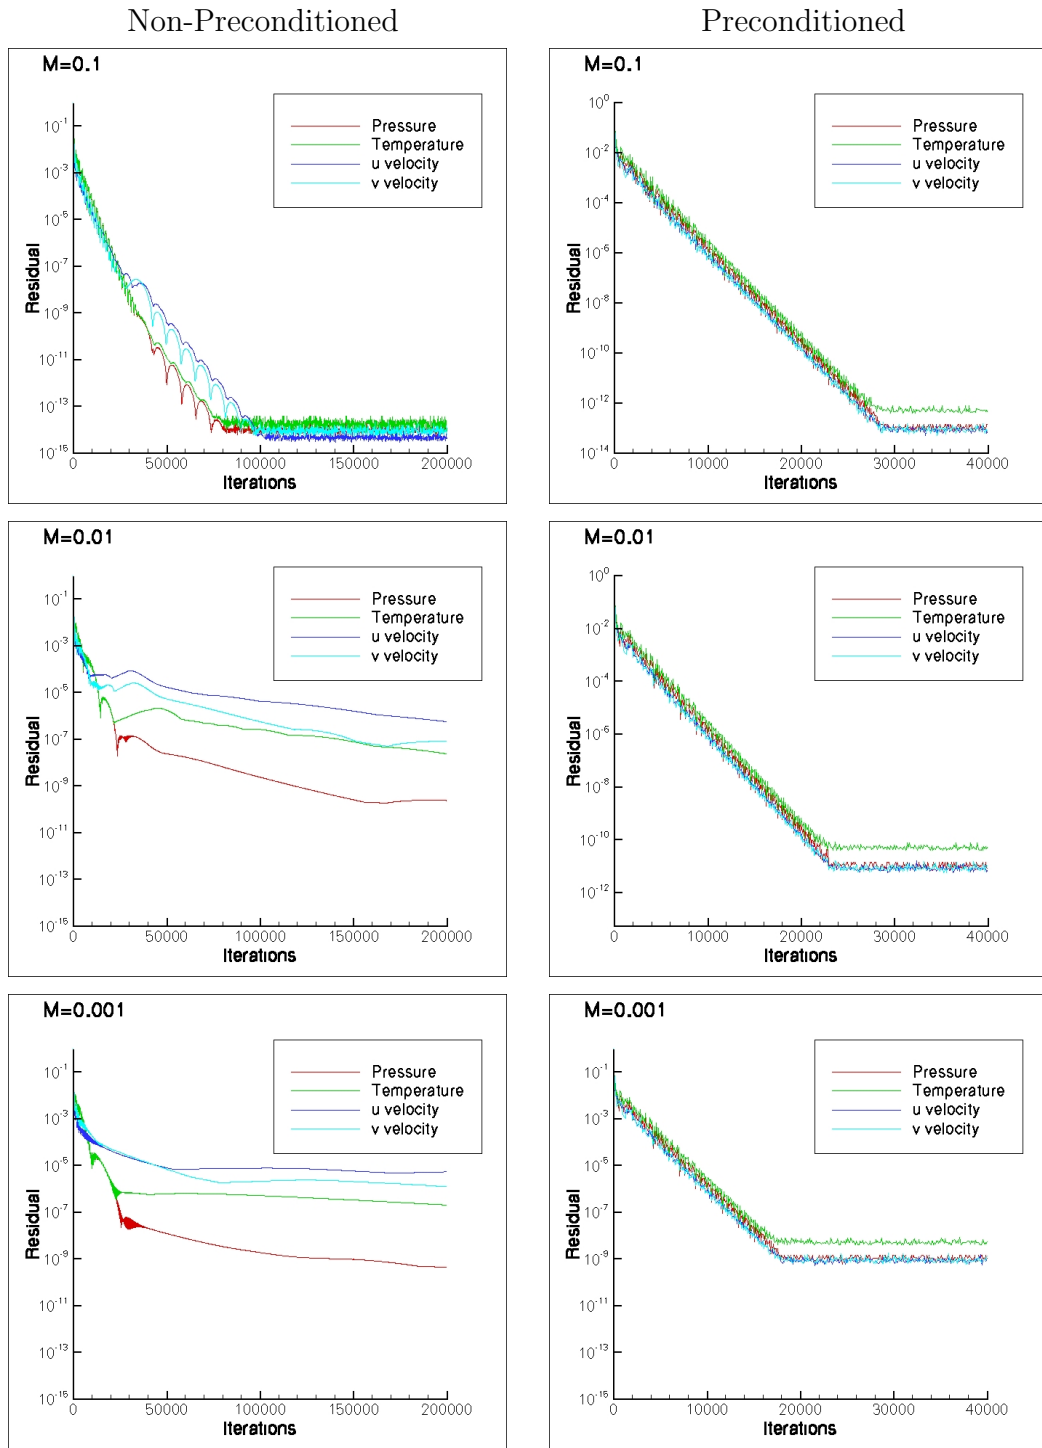 Non-Preconditioned
Preconditioned
M=0.1
Pressure
Temperature
u velocity
v velocity
10^-1
10^-3
10^-5
10^-7
10^-9
10^-11
10^-13
10^-15
Residual
0 50000 100000 150000 200000
Iterations
M=0.1
Pressure
Temperature
u velocity
v velocity
10^0
10^-2
10^-4
10^-6
10^-8
10^-10
10^-12
10^-14
Residual
0 10000 20000 30000 40000
Iterations
M=0.01
Pressure
Temperature
u velocity
v velocity
10^-1
10^-3
10^-5
10^-7
10^-9
10^-11
10^-13
10^-15
Residual
0 50000 100000 150000 200000
Iterations
M=0.01
Pressure
Temperature
u velocity
v velocity
10^0
10^-2
10^-4
10^-6
10^-8
10^-10
10^-12
Residual
0 10000 20000 30000 40000
Iterations
M=0.001
Pressure
Temperature
u velocity
v velocity
10^-1
10^-3
10^-5
10^-7
10^-9
10^-11
10^-13
10^-15
Residual
0 50000 100000 150000 200000
Iterations
M=0.001
Pressure
Temperature
u velocity
v velocity
10^-1
10^-3
10^-5
10^-7
10^-9
10^-11
10^-13
10^-15
Residual
0 10000 20000 30000 40000
Iterations